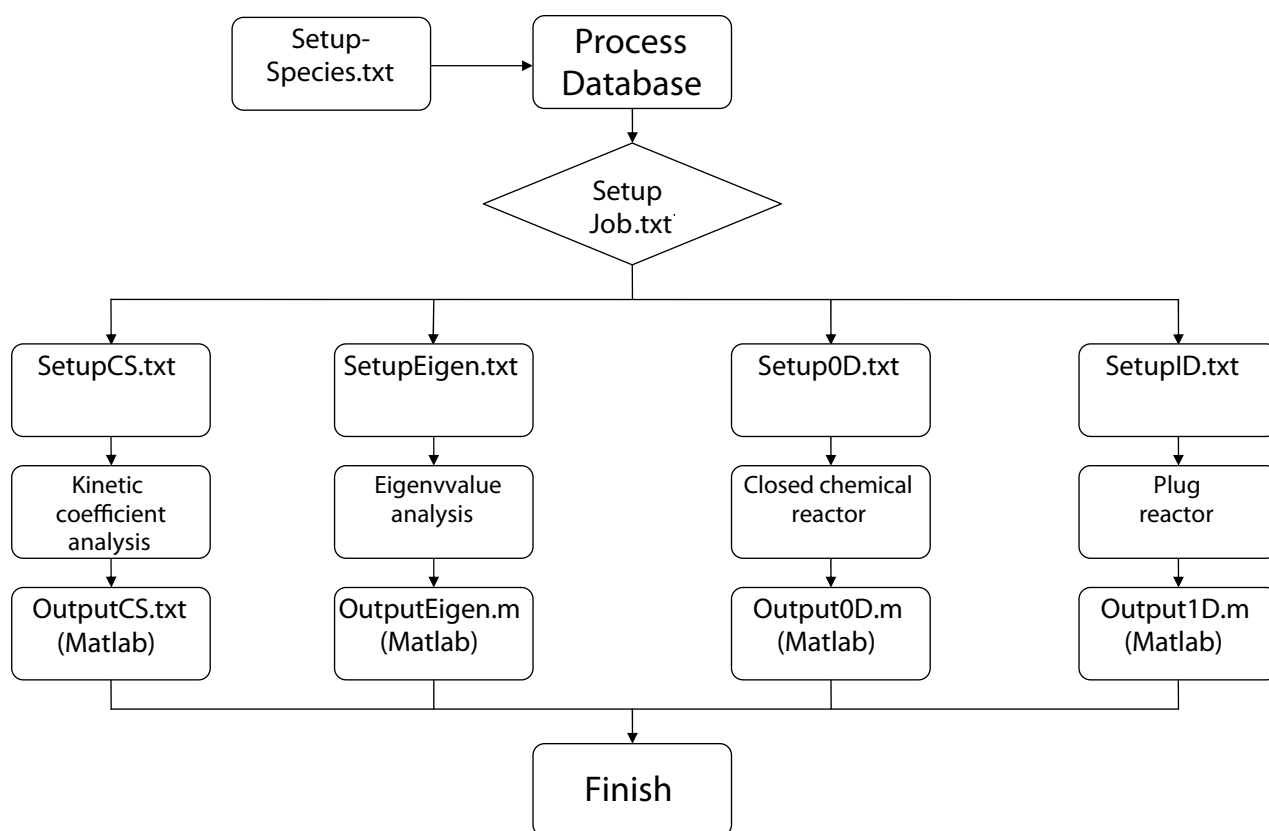 Setup-
Species.txt
Process
Database
Setup
Job.txt
SetupCS.txt
SetupEigen.txt
Setup0D.txt
SetupID.txt
Kinetic
coefficient
analysis
Eigenvvalue
analysis
Closed chemical
reactor
Plug
reactor
OutputCS.txt
(Matlab)
OutputEigen.m
(Matlab)
Output0D.m
(Matlab)
Output1D.m
(Matlab)
Finish